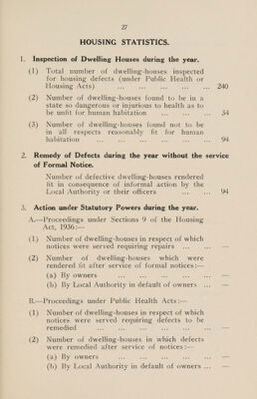 27
HOUSING STATISTICS.
1. Inspection of Dwelling Houses during the year.
(1) Total number of dwelling-houses inspected
for housing defects (under Public Health or
Housing Acts) ... ... ... ... ... 240
(2) Number of dwelling-houses found to be in a
state so dangerous or injurious to health as to
be unfit for human habitation ... ... ... 34
(3) Number of dwelling-houses found not to be
in all respects reasonably fit for human
habitation ... ... ... ... ... ... 94
2. Remedy of Defects during the year without the service
of Formal Notice.
Number of defective dwelling-houses rendered
fit in consequence of informal action by the
Local Authority or their officers ... ... 94
3. Action under Statutory Powers during the year.
A.—Proceedings under Sections 9 of the Housing
Act, 1936:—
(1) Number of dwelling-houses in respect of which
notices were served requiring repairs ... ... —
(2) Number of dwelling-houses which were
rendered fit after service of formal notices:—
(a) By owners ... ... ... ... ... —
(b) By Local Authority in default of owners ... —
B.—Proceedings under Public Health Acts:—
(1) Number of dwelling-houses in respect of which
notices were served requiring defects to be
remedied ... ... ... ... ... ... —
(2) Number of dwelling-houses in which defects
were remedied after service of notices:—
(a) By owners ... ... ... ... ... —
(b) By Local Authority in default of owners ... —